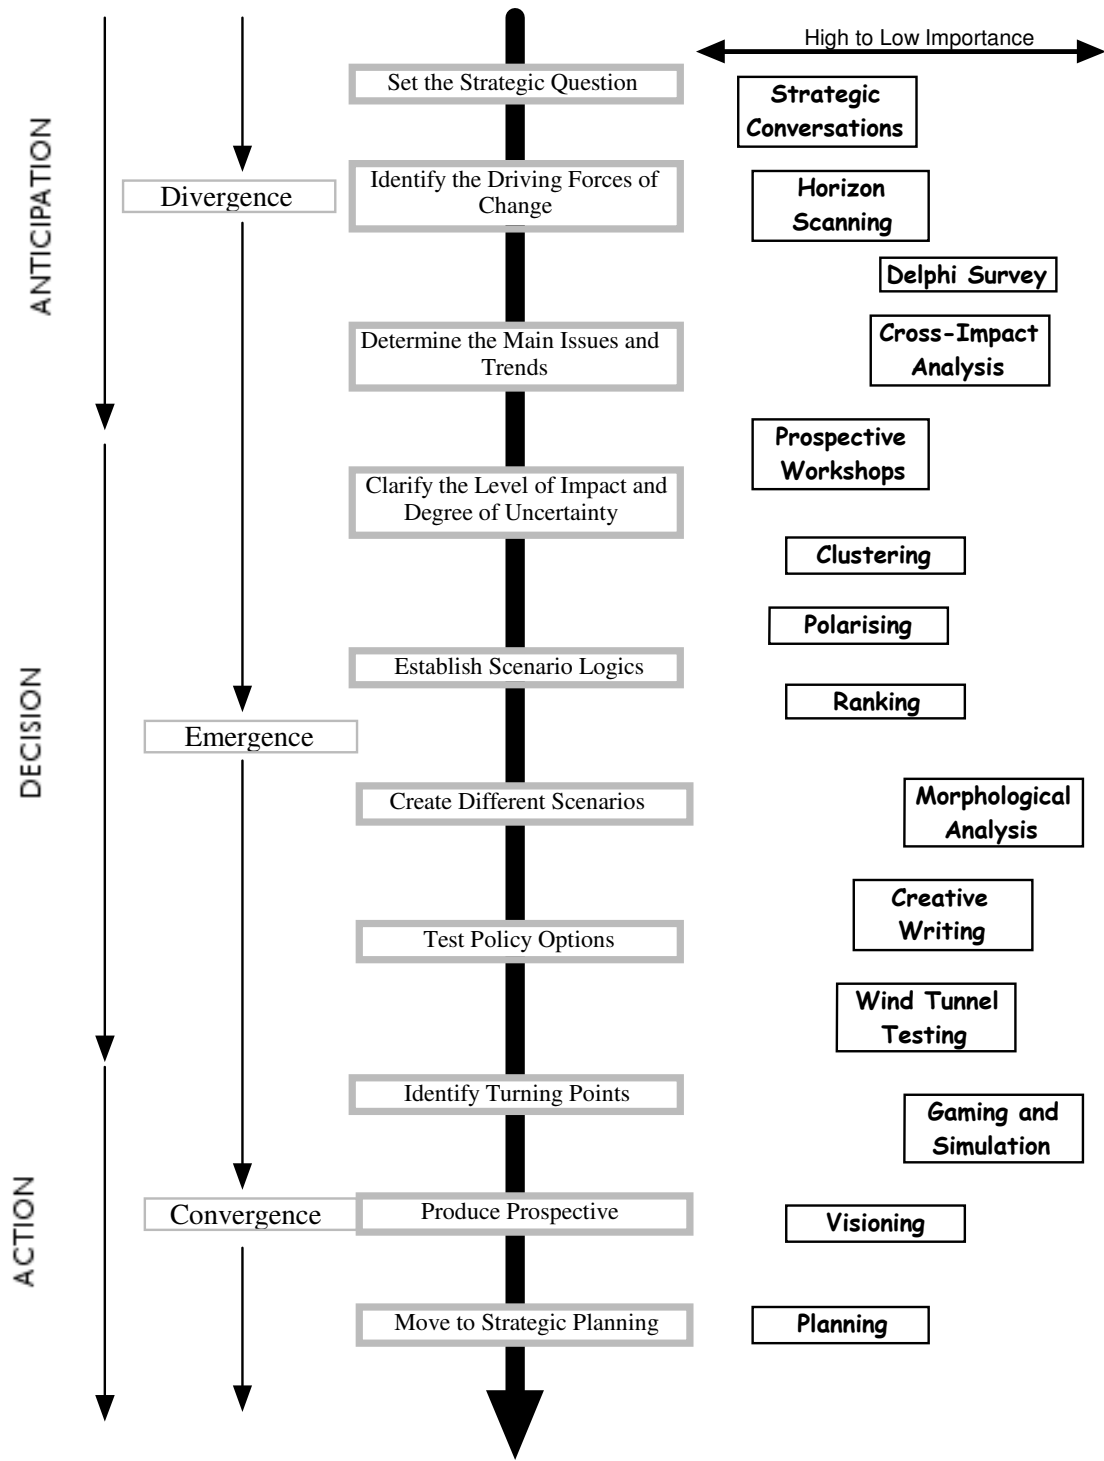 High to Low Importance
Set the Strategic Question
Strategic
Conversations
ANTICIPATION
Divergence
Identify the Driving Forces of
Change
Horizon
Scanning
Delphi Survey
Determine the Main Issues and
Trends
Cross-Impact
Analysis
Prospective
Workshops
Clarify the Level of Impact and
Degree of Uncertainty
Clustering
Polarising
DECISION
Establish Scenario Logics
Ranking
Emergence
Create Different Scenarios
Morphological
Analysis
Creative
Writing
Test Policy Options
Wind Tunnel
Testing
Identify Turning Points
Gaming and
Simulation
ACTION
Convergence
Produce Prospective
Visioning
Move to Strategic Planning
Planning